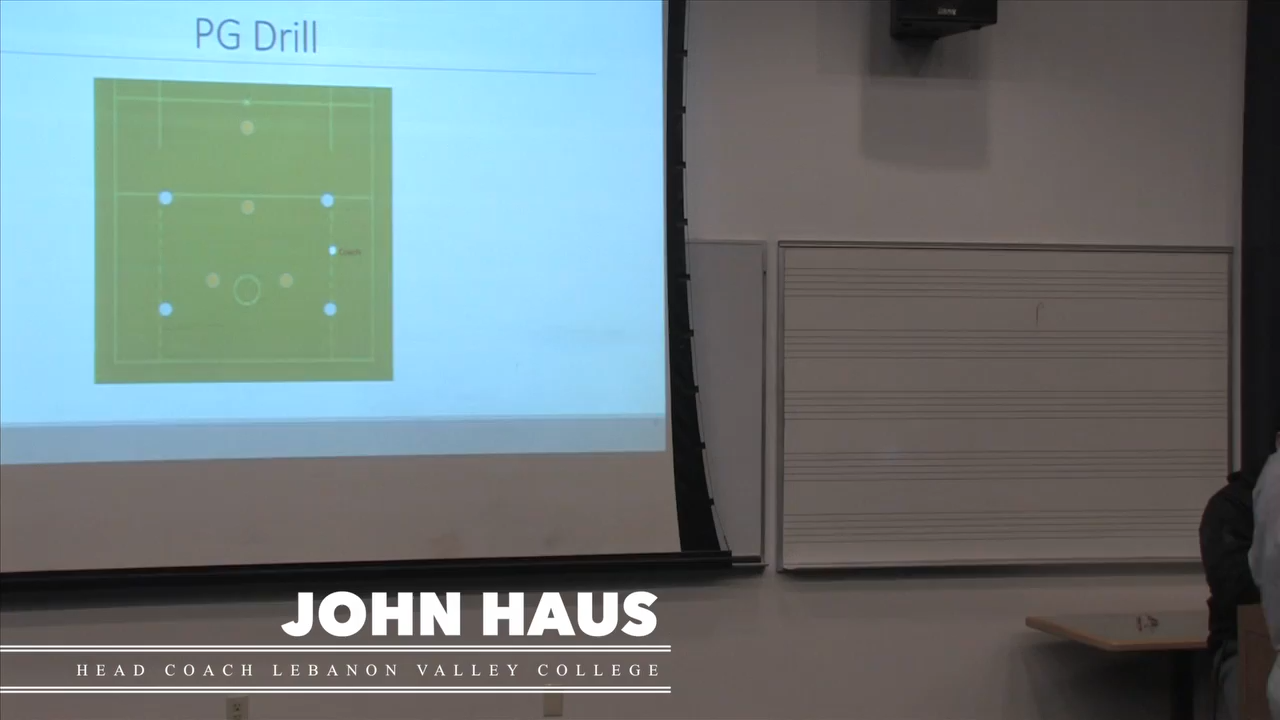 PG Drill
Coach
JOHN HAUS
HEAD COACH LEBANON VALLEY COLLEGE